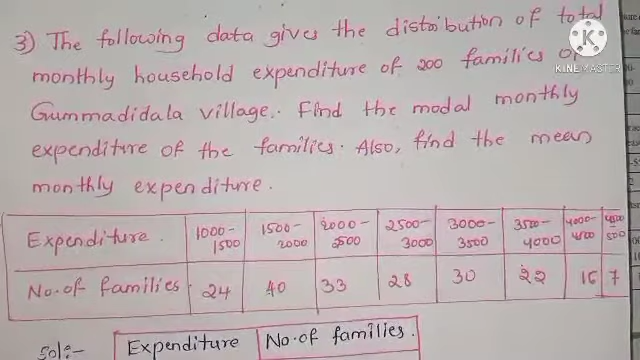 3) The following data gives the distribution of total
monthly household expenditure of 200 families of
Gummadidala village. Find the modal monthly
expenditure of the families. Also, find the mean
monthly expenditure.
Expenditure. 1000-1500 1500-2000 2000-2500 2500-3000 3000-3500 3500-4000 4000-4500
No. of families. 24 40 33 28 30 22 16 7
Sol:- Expenditure No. of families.
KINEMASTER